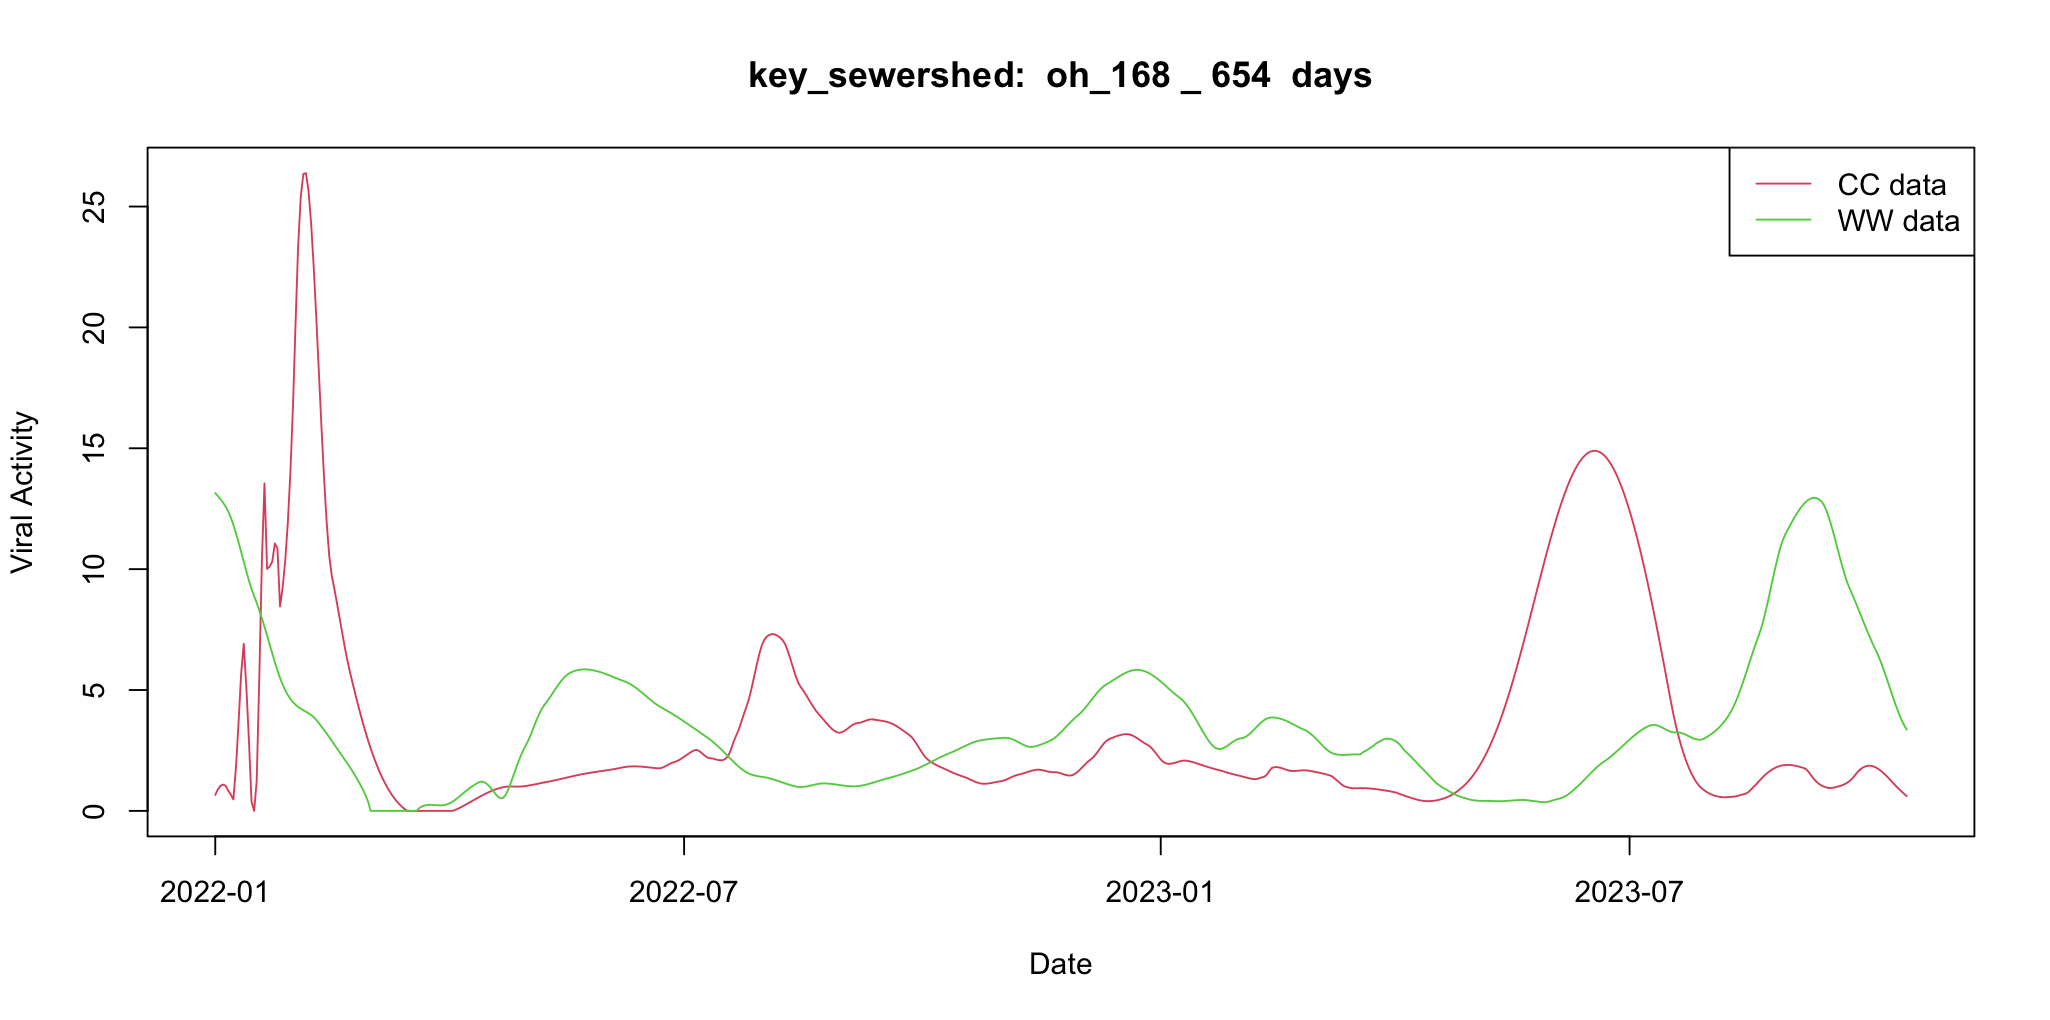 key_sewershed:  oh_168 _ 654  days
CC data
WW data
Viral Activity
25
20
15
10
5
0
2022-01
2022-07
2023-01
2023-07
Date